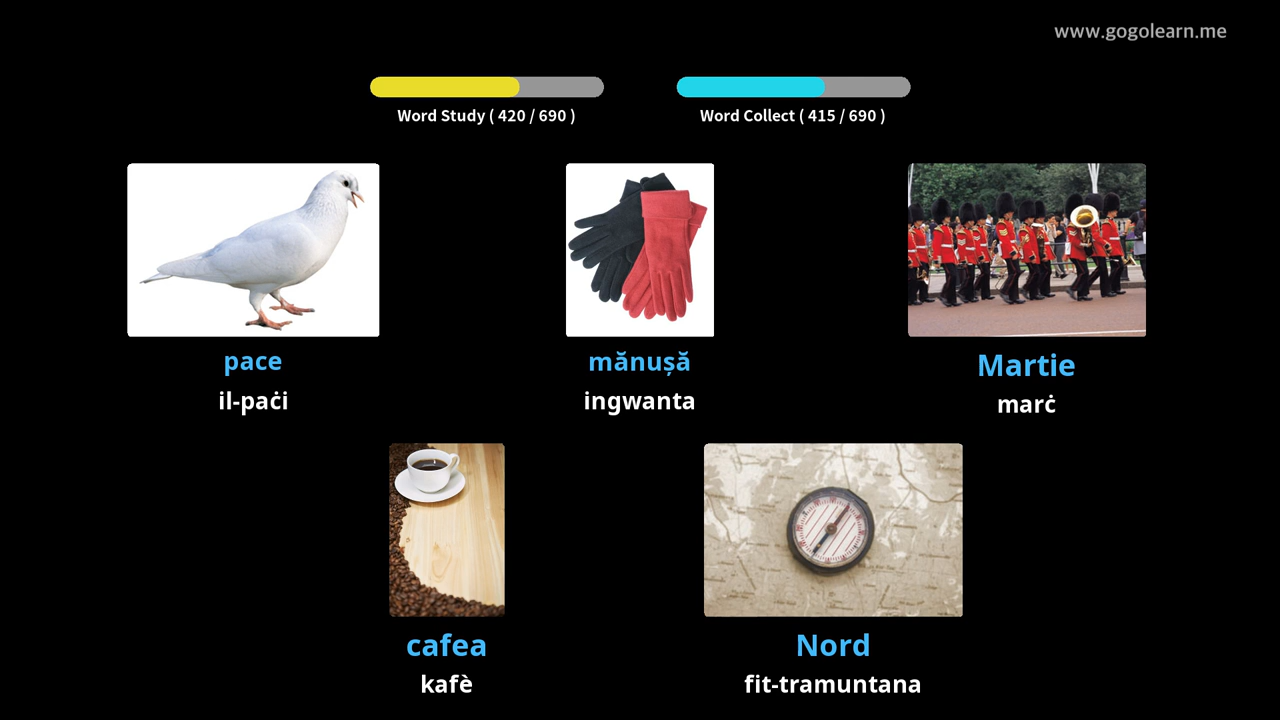 www.gogolearn.me
Word Study ( 420 / 690 )
Word Collect ( 415 / 690 )
pace
il-paċi
mănușă
ingwanta
Martie
marċ
cafea
kafè
Nord
fit-tramuntana